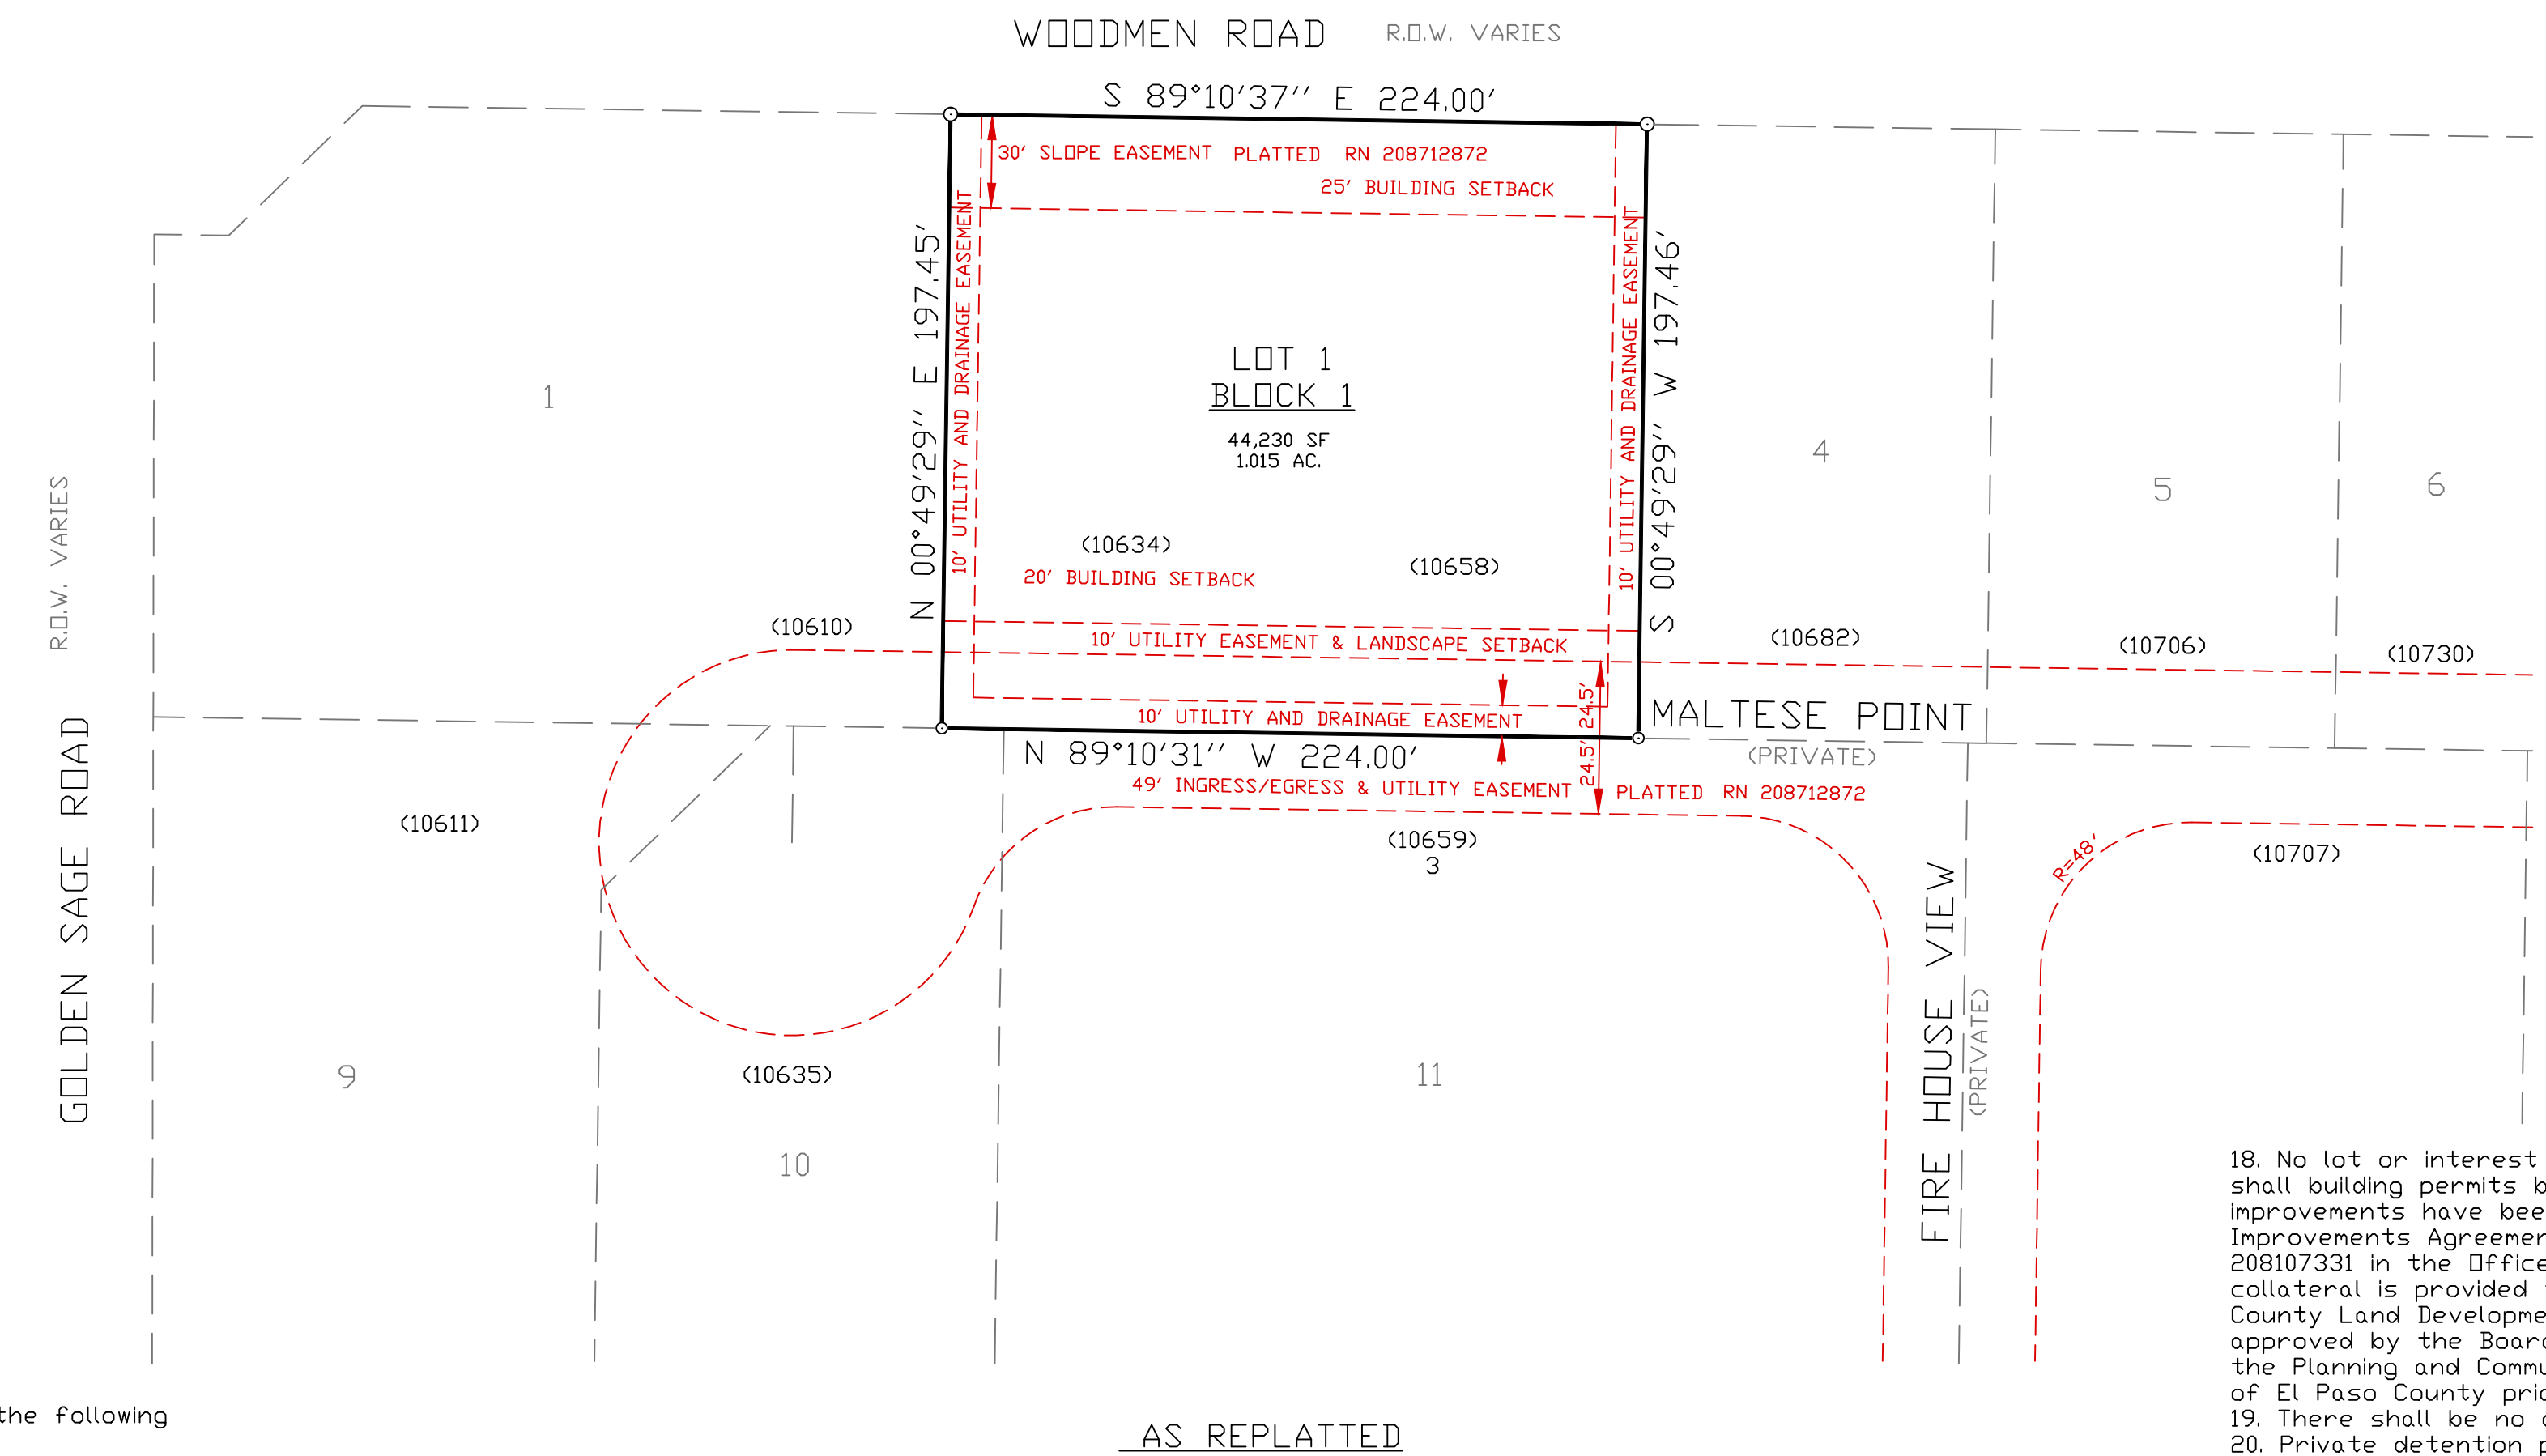 WOODMEN ROAD R.O.W. VARIES
S 89°10'37'' E 224.00'
30' SLOPE EASEMENT PLATTED RN 208712872
25' BUILDING SETBACK
10' UTILITY AND DRAINAGE EASEMENT
N 00°49'29'' E 197.45'
10' UTILITY AND DRAINAGE EASEMENT
S 00°49'29'' W 197.46'
LOT 1
BLOCK 1
44,230 SF
1.015 AC.
1
4
5
6
R.O.W. VARIES
GOLDEN SAGE ROAD
(10634)
(10658)
20' BUILDING SETBACK
(10610)
10' UTILITY EASEMENT & LANDSCAPE SETBACK
(10682)
(10706)
(10730)
24.5'
24.5'
10' UTILITY AND DRAINAGE EASEMENT
MALTESE POINT
(PRIVATE)
N 89°10'31'' W 224.00'
49' INGRESS/EGRESS & UTILITY EASEMENT PLATTED RN 208712872
(10611)
(10659)
3
R=48'
(10707)
FIRE HOUSE VIEW
(PRIVATE)
9
(10635)
10
11
18. No lot or interest
shall building permits b
improvements have bee
Improvements Agreemen
208107331 in the Office
collateral is provided
County Land Developme
approved by the Board
the Planning and Commu
of El Paso County prio
19. There shall be no
20. Private detention p
the following
AS REPLATTED